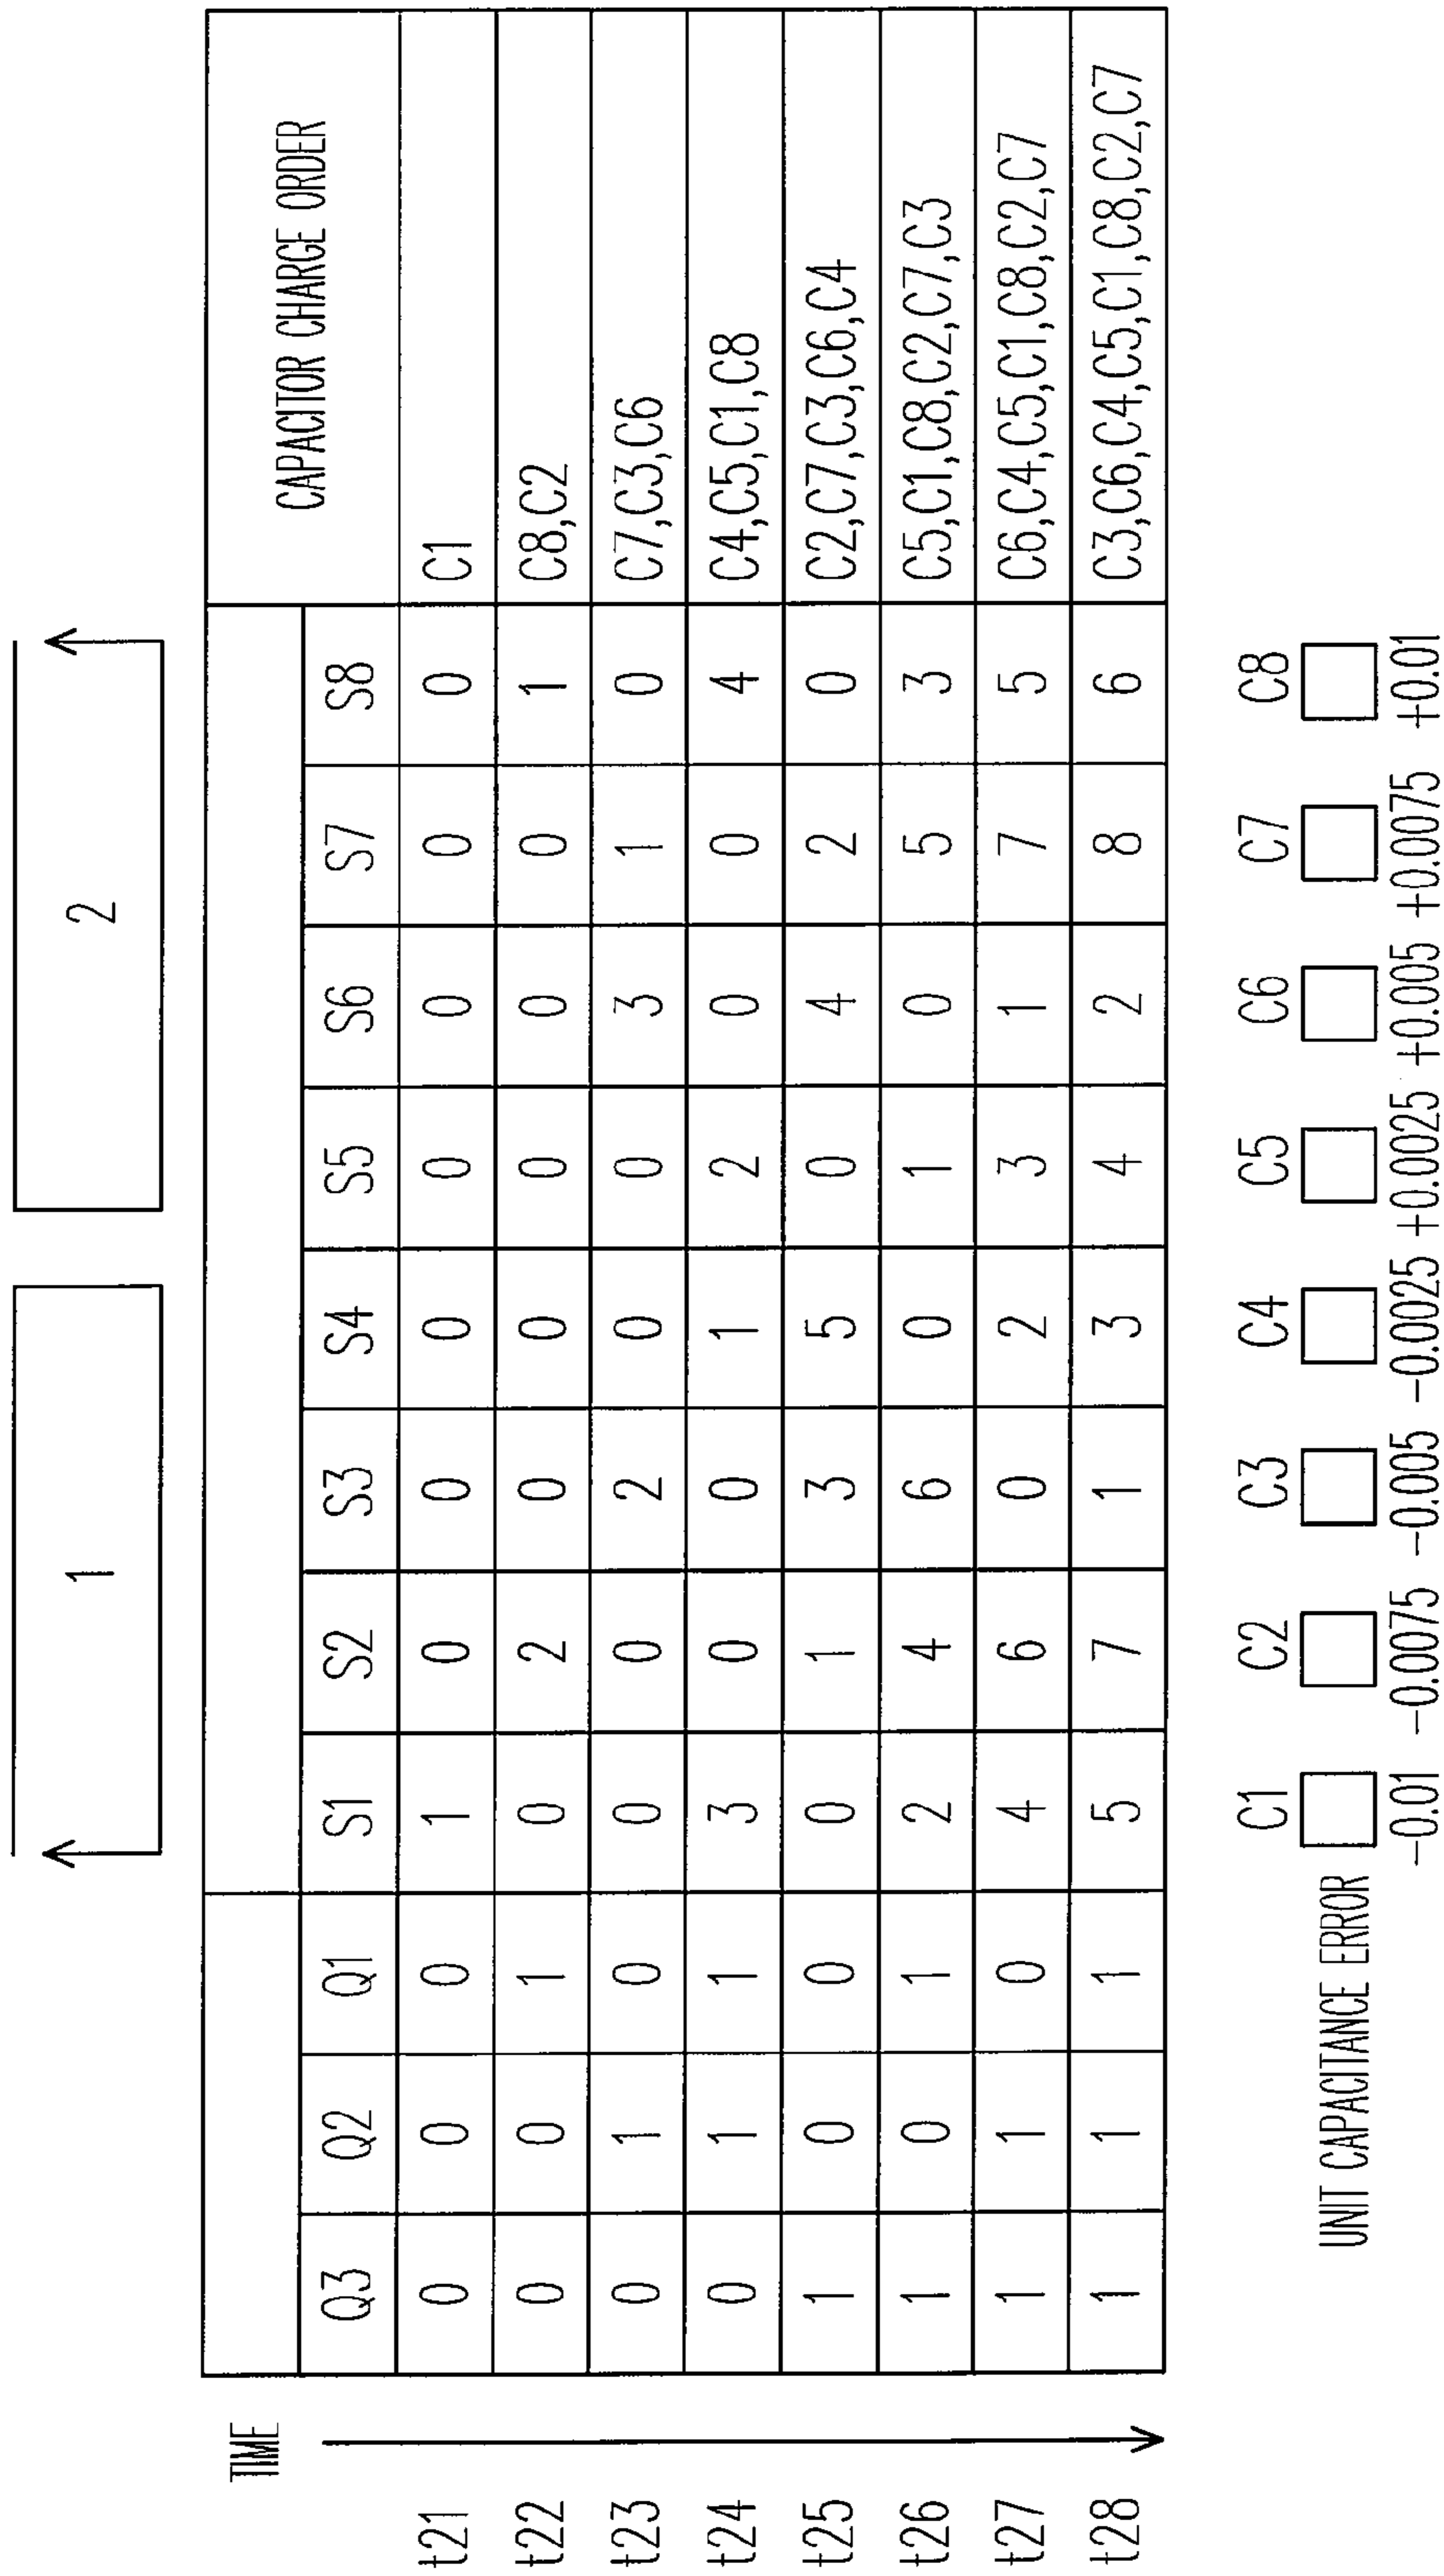 1 2
TIME
Q3 Q2 Q1 S1 S2 S3 S4 S5 S6 S7 S8 CAPACITOR CHARGE ORDER
t21 0 0 0 1 0 0 0 0 0 0 0 C1
t22 0 0 1 0 2 0 0 0 0 0 1 C8,C2
t23 0 1 0 0 0 2 0 0 3 1 0 C7,C3,C6
t24 0 1 1 3 0 0 1 2 0 0 4 C4,C5,C1,C8
t25 1 0 0 0 1 3 5 0 4 2 0 C2,C7,C3,C6,C4
t26 1 0 1 2 4 6 0 1 0 5 3 C5,C1,C8,C2,C7,C3
t27 1 1 0 4 6 0 2 3 1 7 5 C6,C4,C5,C1,C8,C2,C7
t28 1 1 1 5 7 1 3 4 2 8 6 C3,C6,C4,C5,C1,C8,C2,C7
C1 C2 C3 C4 C5 C6 C7 C8
UNIT CAPACITANCE ERROR
−0.01 −0.0075 −0.005 −0.0025 +0.0025 +0.005 +0.0075 +0.01